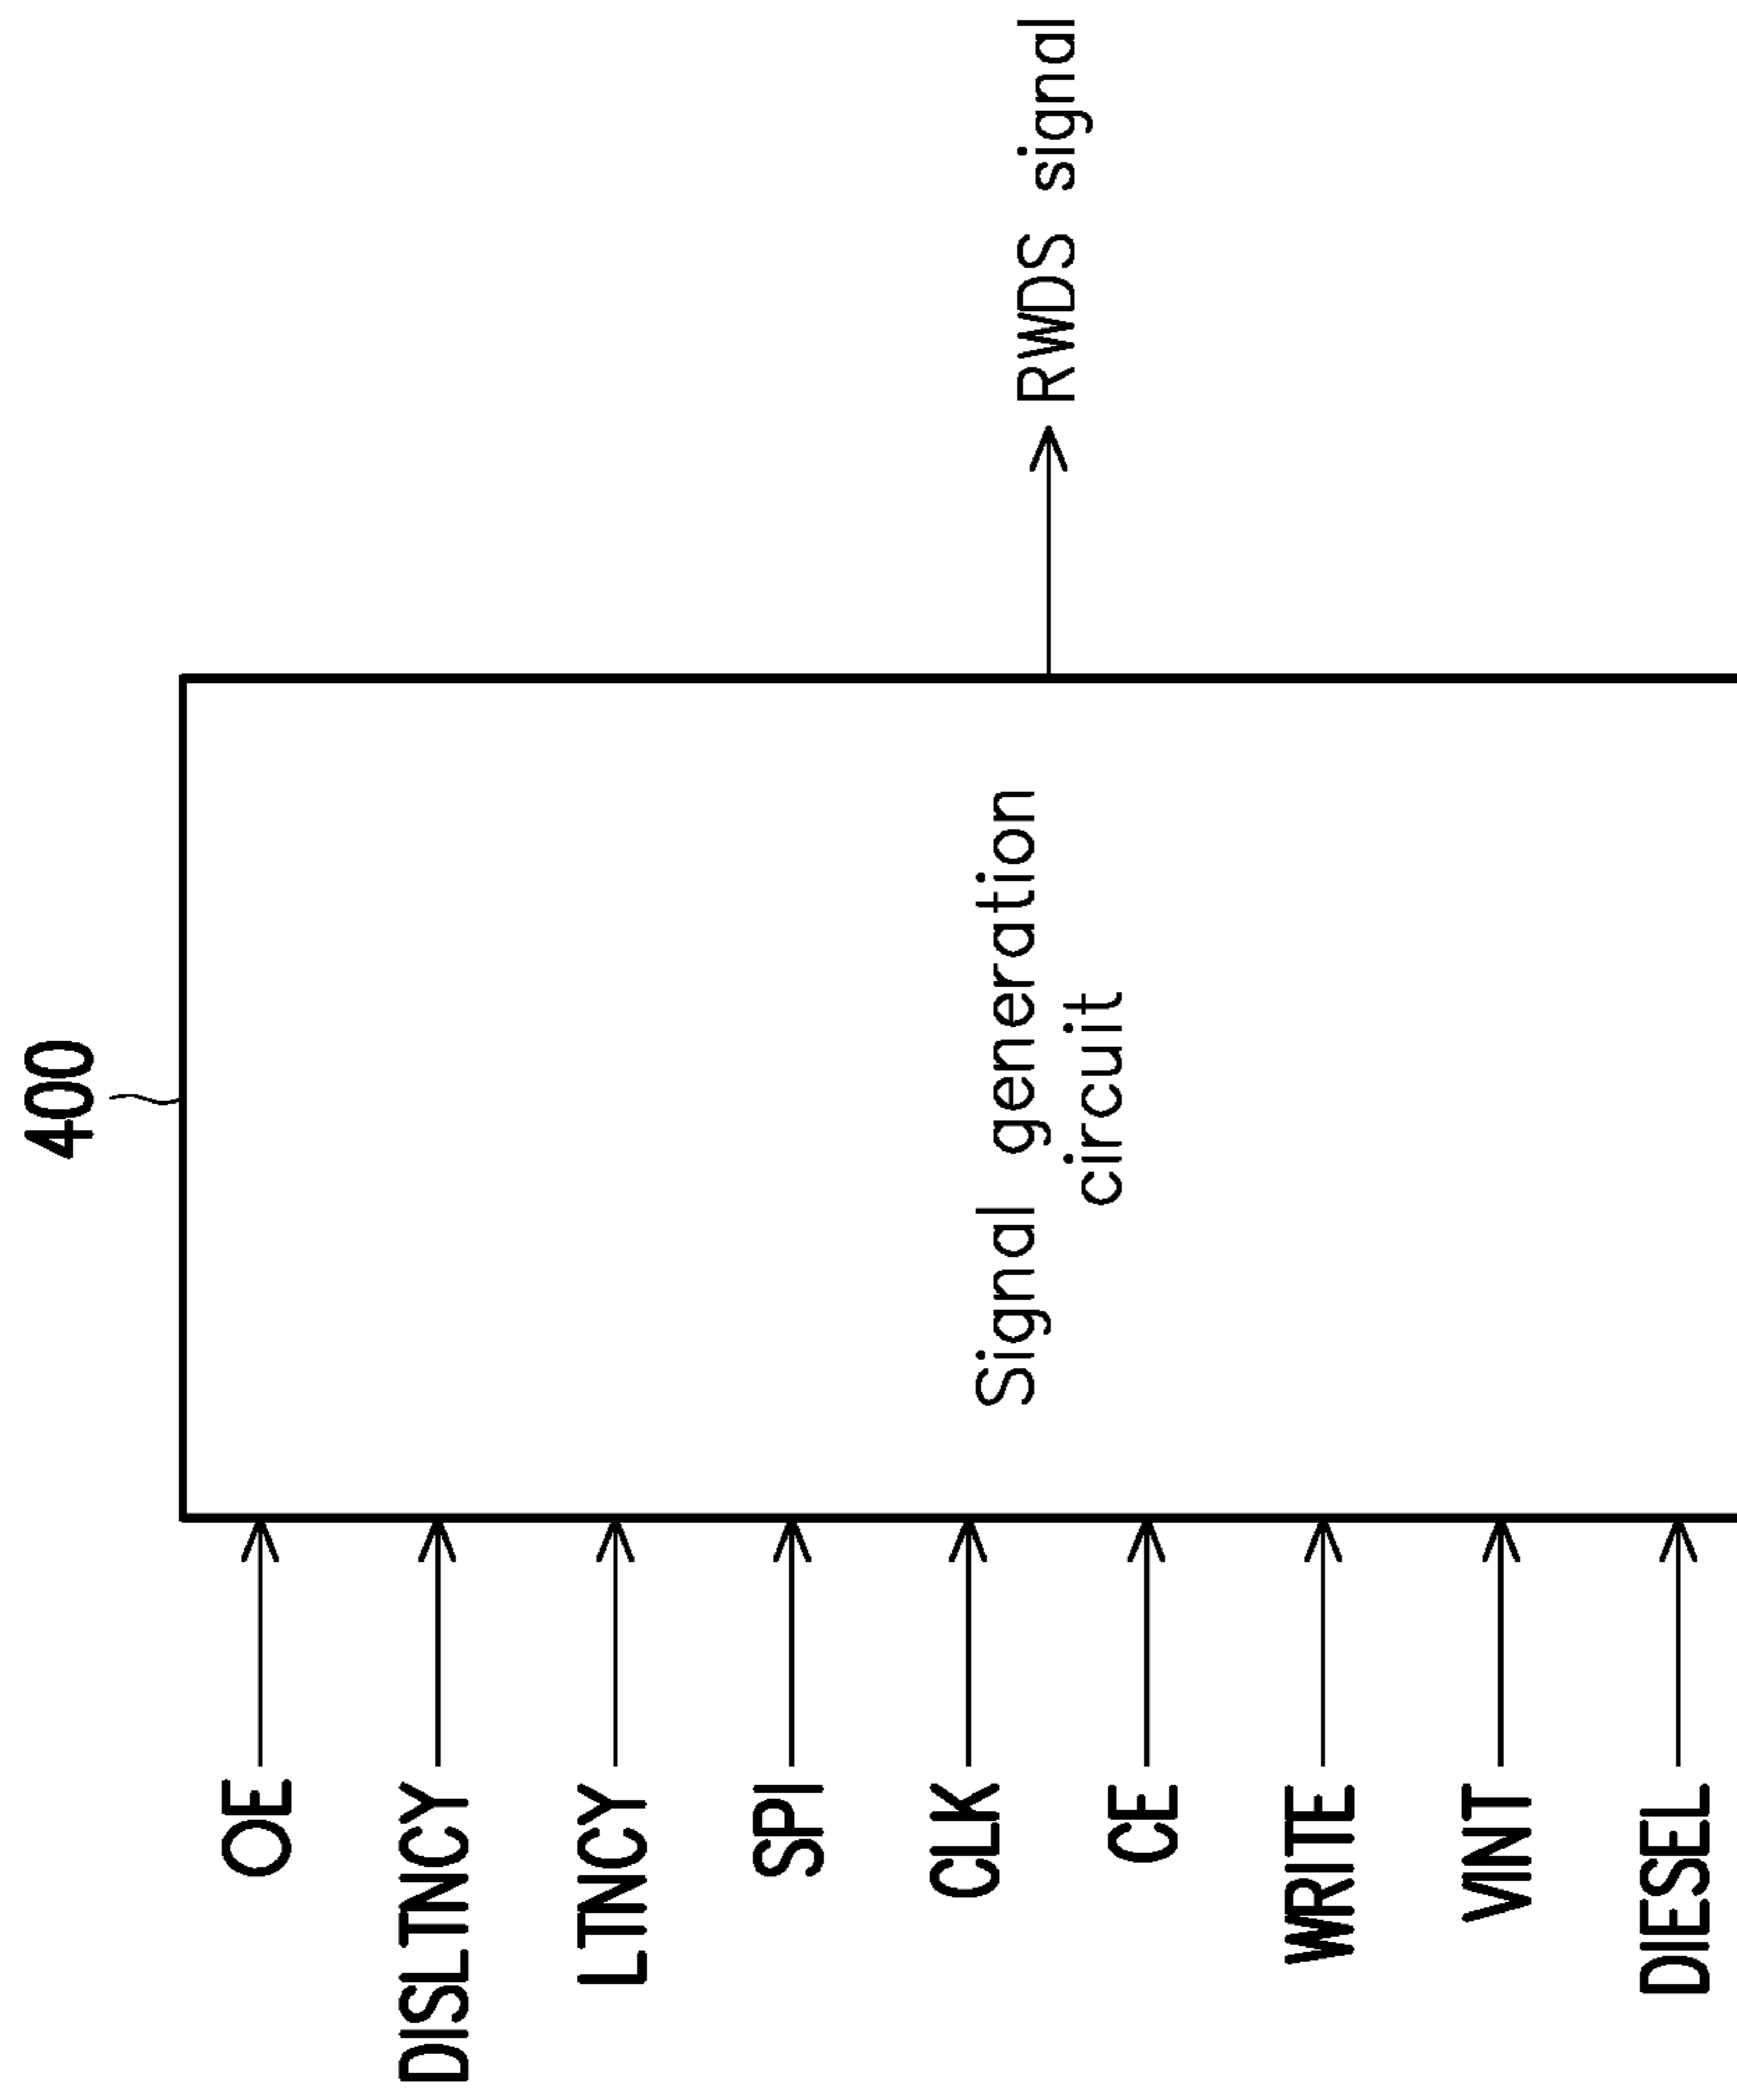 400
OE
DISLTNCY
LTNCY
SPI
CLK
CE
WRITE
VINT
DIESEL
Signal generation
circuit
RWDS signal